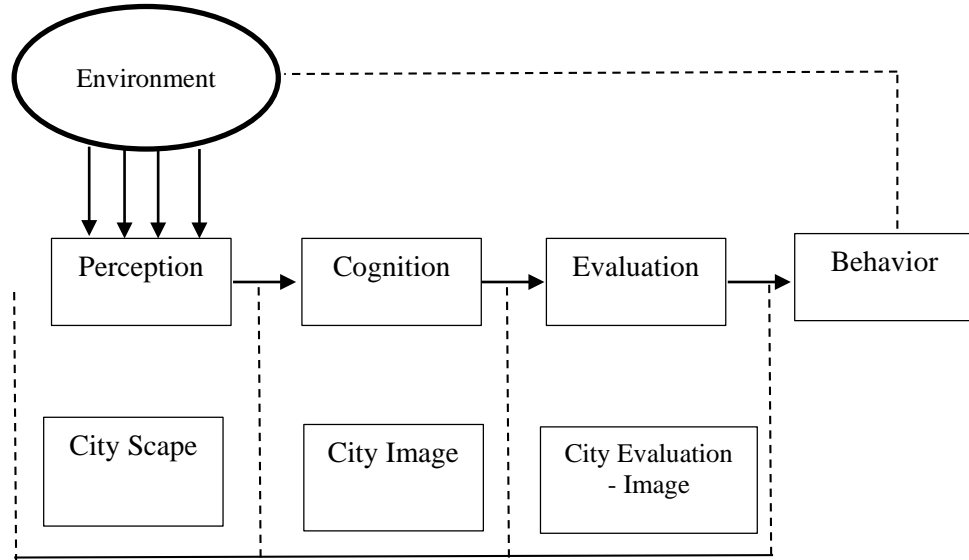 Environment
Perception
Cognition
Evaluation
Behavior
City Scape
City Image
City Evaluation
- Image